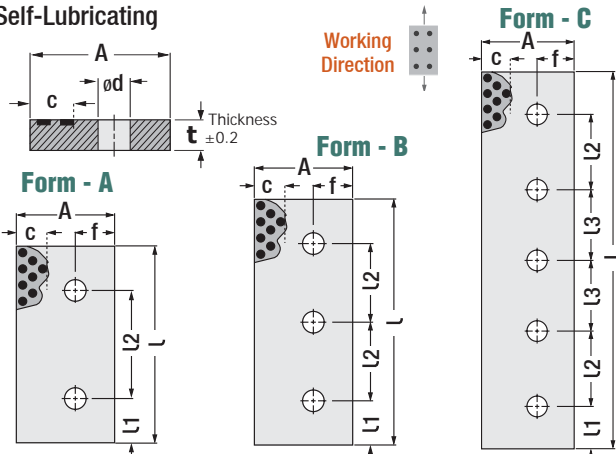 Self-Lubricating
A
ød
c
t Thickness
±0.2
Working
Direction
Form - A
A
c
f
l2
l
l1
Form - B
A
c
f
l2
l2
l
l1
Form - C
A
c
f
l2
l3
l3
l2
l
l1